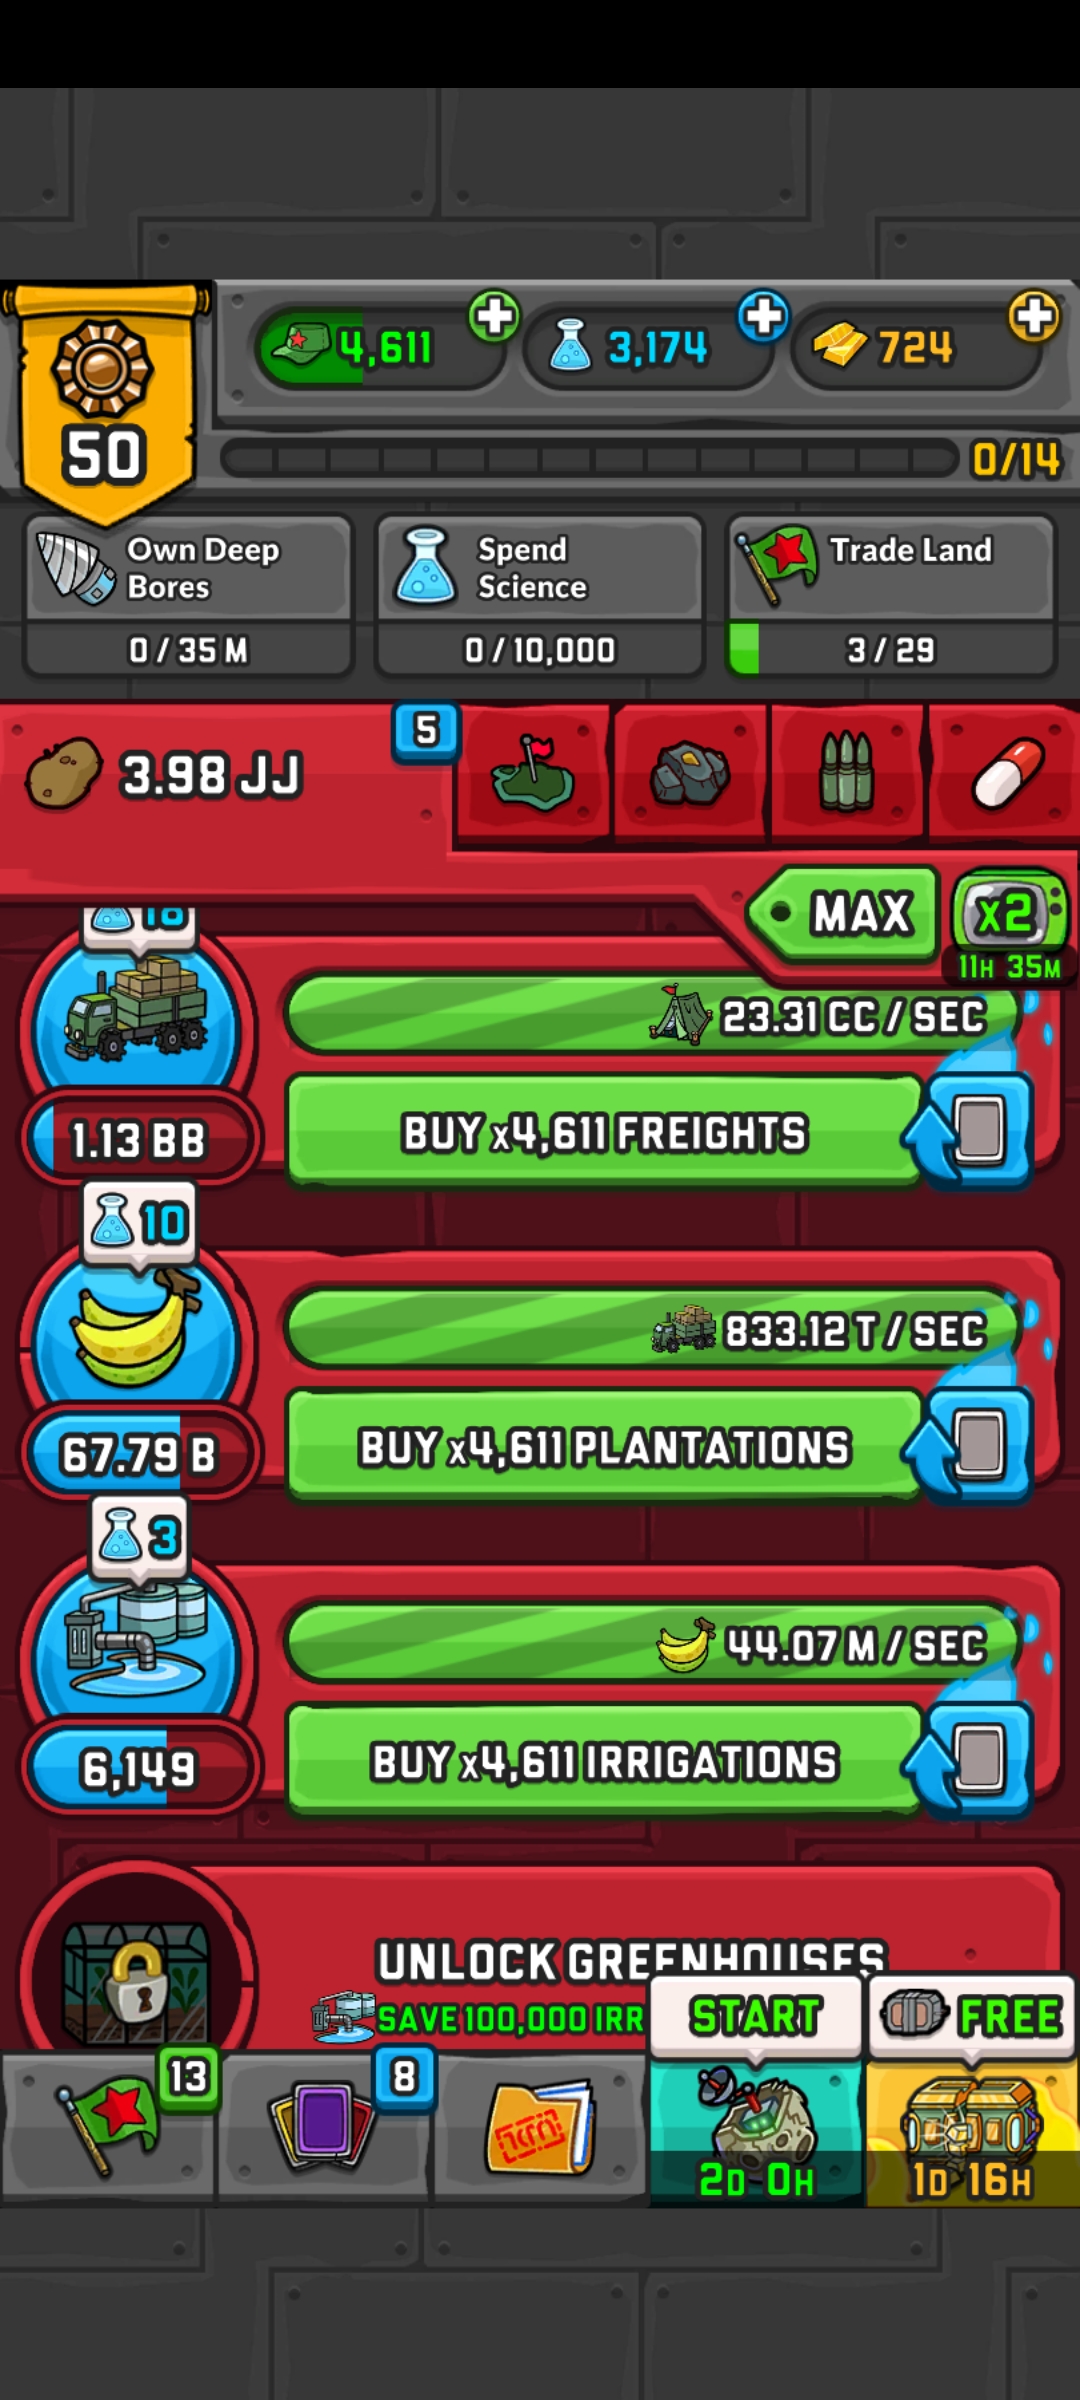 4,611
3,174
724
50
0/14
Own Deep Bores
Spend Science
Trade Land
0 / 35 M
0 / 10,000
3 / 29
3.98 JJ
5
MAX
x2
11H 35M
18
23.31 CC / SEC
1.13 BB
BUY x4,611 FREIGHTS
10
833.12 T / SEC
67.79 B
BUY x4,611 PLANTATIONS
3
44.07 M / SEC
6,149
BUY x4,611 IRRIGATIONS
UNLOCK GREENHOUSES
SAVE 100,000 IRR
START
FREE
13
8
2D 0H
1D 16H